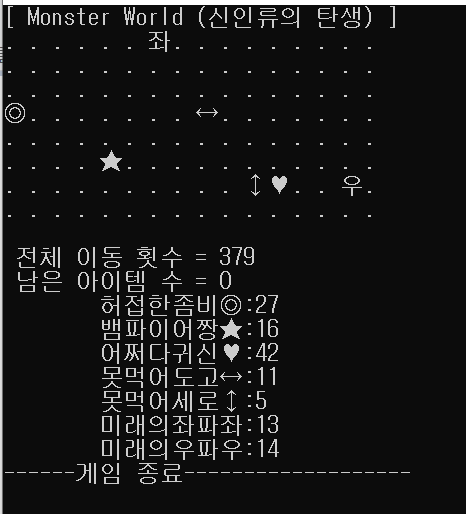 [ Monster World (신인류의 탄생) ]
. . . . . . 좌. . . . . . . .
. . . . . . . . . . . . . . . .
. . . . . . . . . . . . . . . .
◎. . . . . . . ↔. . . . . . .
. . . . . . . . . . . . . . . .
. . . . ★. . . . . . . . . . .
. . . . . . . . . . ↕♥. . 우.
. . . . . . . . . . . . . . . .
전체 이동 횟수 = 379
남은 아이템 수 = 0
허접한좀비◎:27
뱀파이어짱★:16
어쩌다귀신♥:42
못먹어도고↔:11
못먹어세로↕:5
미래의좌파좌:13
미래의우파우:14
------게임 종료-------------------